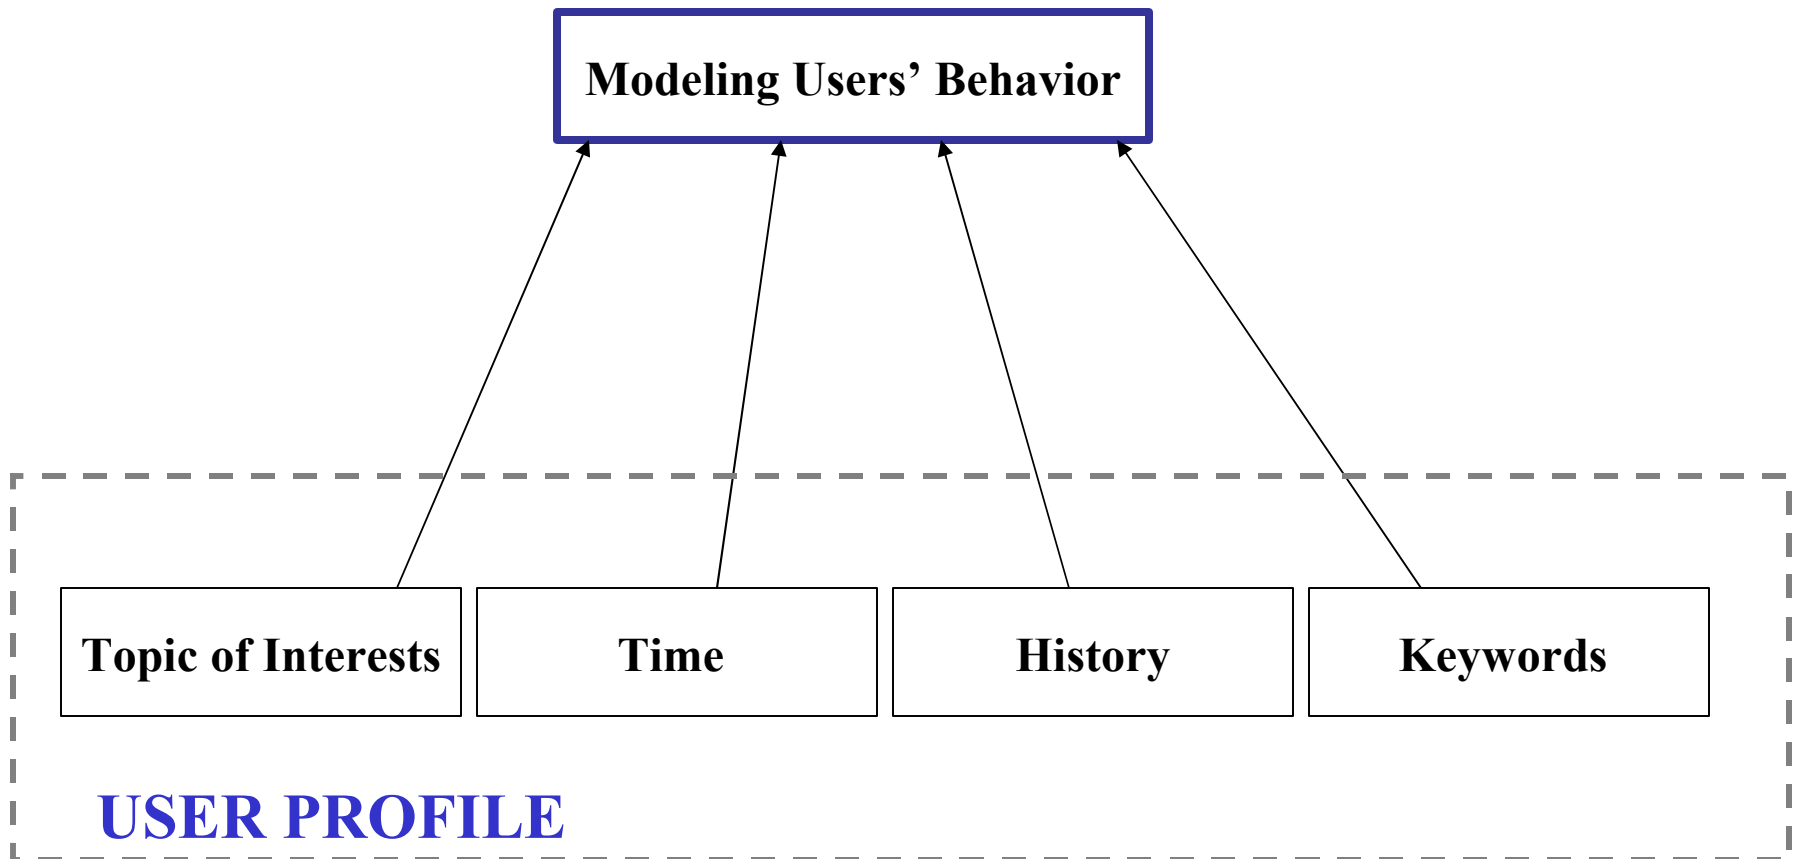 Modeling Users’ Behavior
Topic of Interests
Time
History
Keywords
USER PROFILE